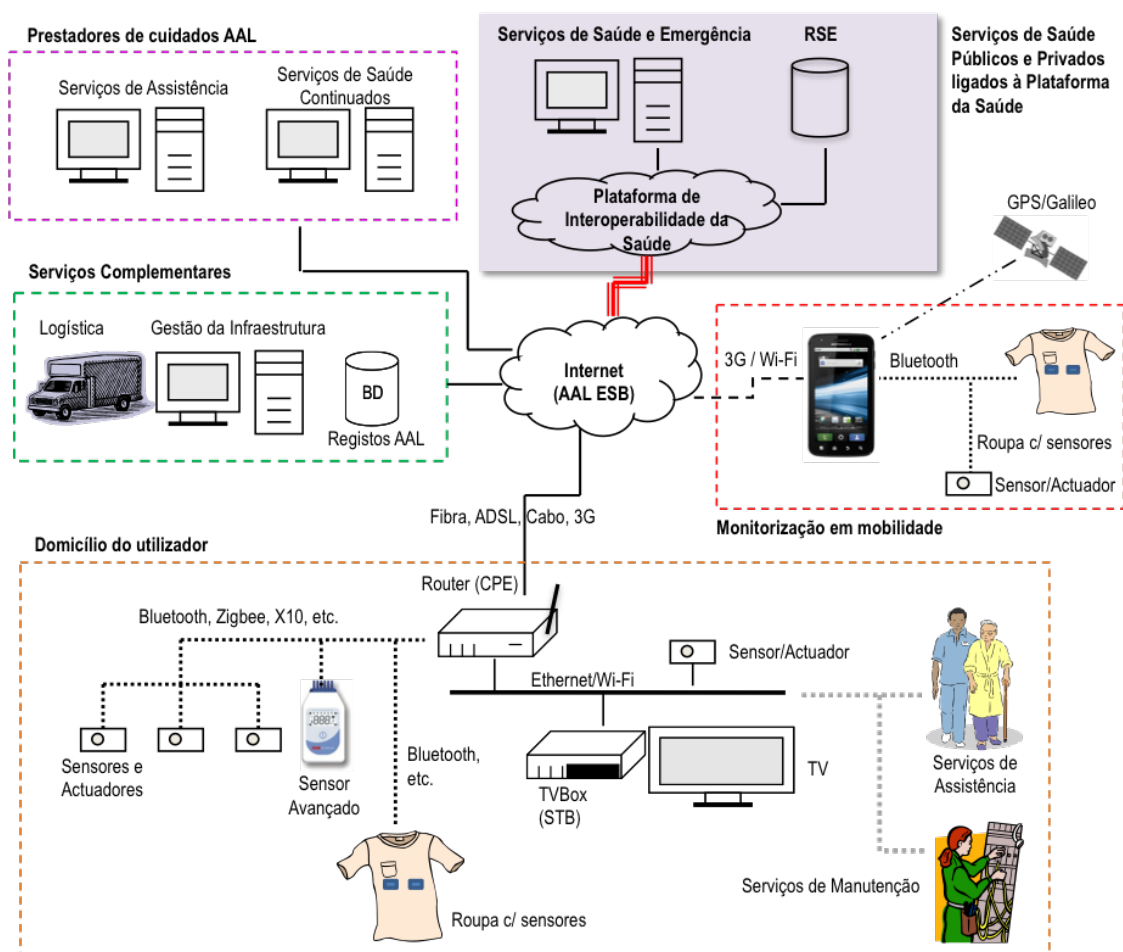 Prestadores de cuidados AAL
Serviços de Assistência
Serviços de Saúde
Continuados
Serviços de Saúde e Emergência
RSE
Plataforma de
Interoperabilidade da
Saúde
Serviços de Saúde
Públicos e Privados
ligados à Plataforma
da Saúde
GPS/Galileo
Serviços Complementares
Logística
Gestão da Infraestrutura
BD
Registos AAL
Internet
(AAL ESB)
3G / Wi-Fi
Bluetooth
Roupa c/ sensores
Sensor/Actuador
Monitorização em mobilidade
Fibra, ADSL, Cabo, 3G
Domicílio do utilizador
Router (CPE)
Bluetooth, Zigbee, X10, etc.
Sensor/Actuador
Ethernet/Wi-Fi
Sensores e
Actuadores
Sensor
Avançado
Bluetooth,
etc.
TVBox
(STB)
TV
Serviços de
Assistência
Roupa c/ sensores
Serviços de Manutenção